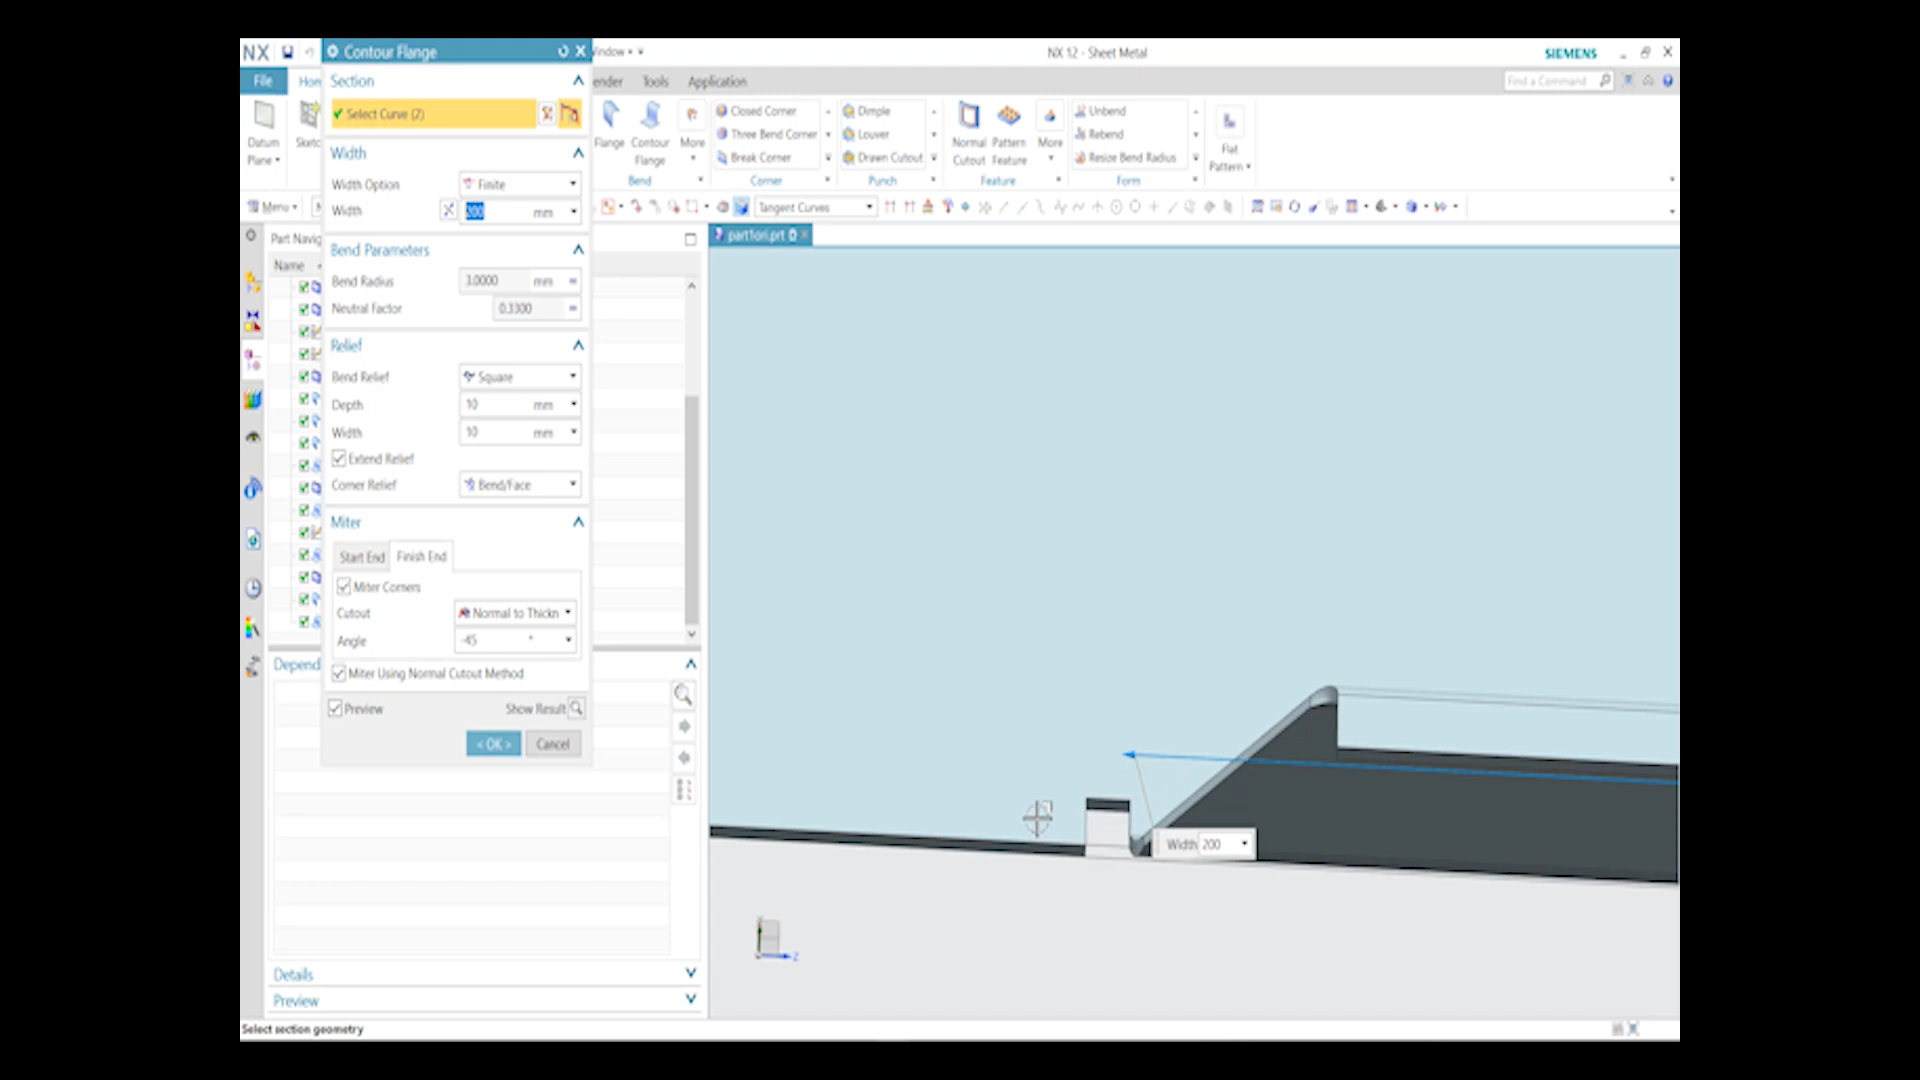 NX
Contour Flange
Window
NX 12 - Sheet Metal
SIEMENS
File
Hom
Section
ender
Tools
Application
Find a Command
Select Curve (2)
Datum
Plane
Sketc
Flange
Contour
Flange
More
Bend
Closed Corner
Three Bend Corner
Break Corner
Corner
Dimple
Louver
Drawn Cutout
Punch
Normal
Cutout
Pattern
Feature
More
Feature
Unbend
Rebend
Resize Bend Radius
Form
Flat
Pattern
Width
Width Option
Finite
Width
200
mm
Menu
Tangent Curves
Part Navig
part1ori.prt
Name
Bend Parameters
Bend Radius
3.0000
mm
=
Neutral Factor
0.3300
=
Relief
Bend Relief
Square
Depth
10
mm
Width
10
mm
Extend Relief
Corner Relief
Bend/Face
Miter
Start End
Finish End
Miter Corners
Cutout
Normal to Thickn
Angle
-45
°
Miter Using Normal Cutout Method
Depend
Preview
Show Result
< OK >
Cancel
Width 200
Z
Details
Preview
Select section geometry